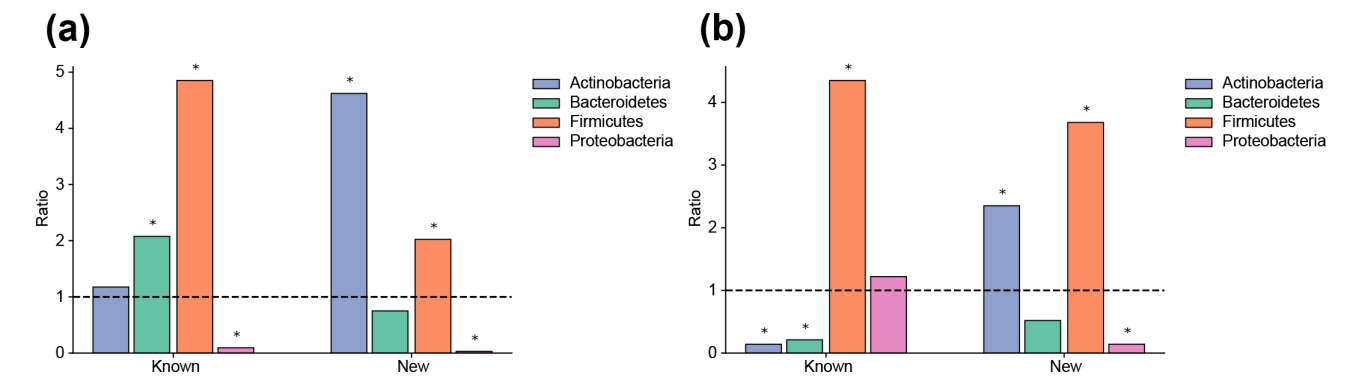 (a)
Ratio
5
4
3
2
1
0
*
*
*
*
*
*
Known
New
Actinobacteria
Bacteroidetes
Firmicutes
Proteobacteria
(b)
Ratio
4
3
2
1
0
*
*
*
*
*
*
Known
New
Actinobacteria
Bacteroidetes
Firmicutes
Proteobacteria